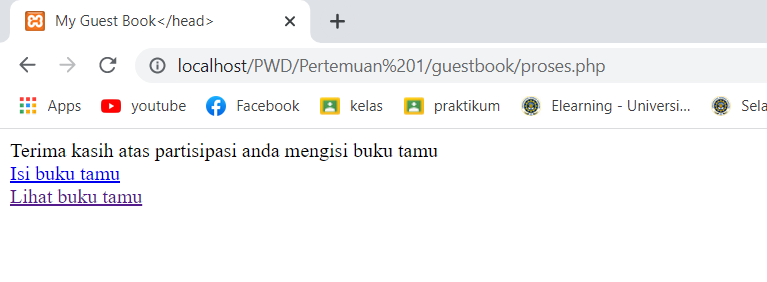 My Guest Book</head>
localhost/PWD/Pertemuan%201/guestbook/proses.php
Apps youtube Facebook kelas praktikum Elearning - Universi... Sela
Terima kasih atas partisipasi anda mengisi buku tamu
Isi buku tamu
Lihat buku tamu